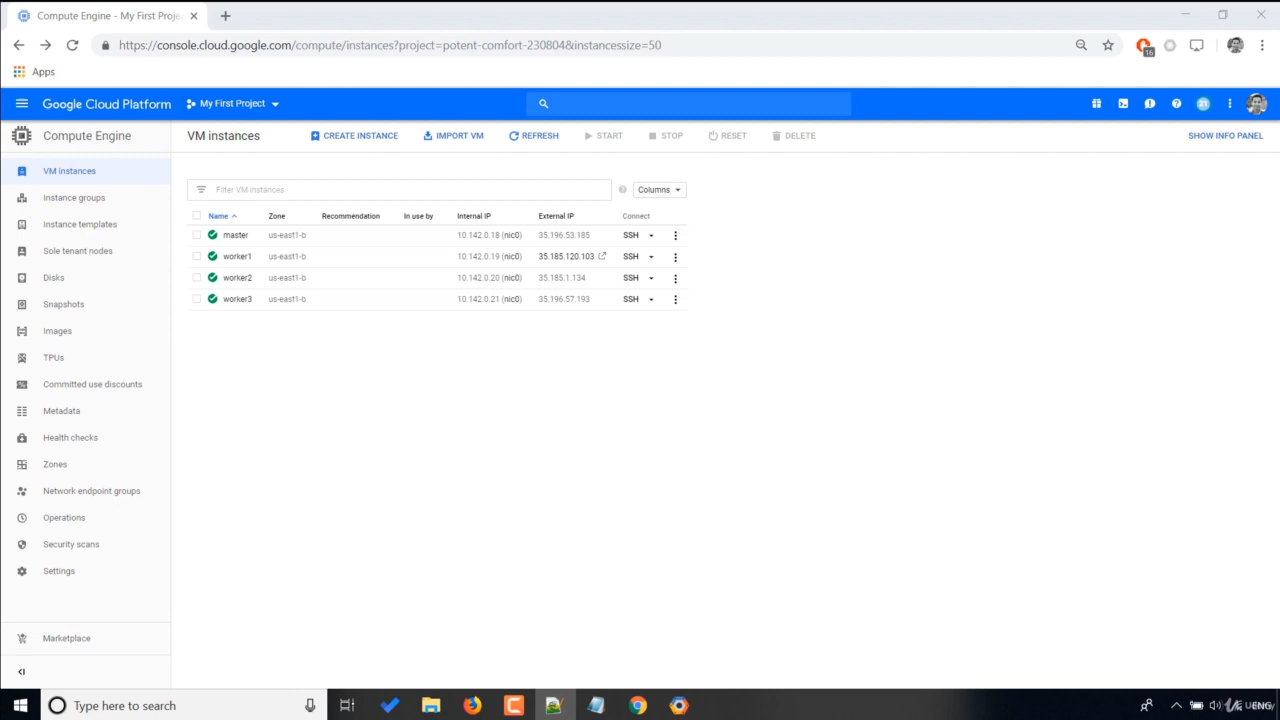 Compute Engine - My First Proje
https://console.cloud.google.com/compute/instances?project=potent-comfort-230804&instancessize=50
16
Apps
Google Cloud Platform
My First Project
Compute Engine
VM instances
CREATE INSTANCE
IMPORT VM
REFRESH
START
STOP
RESET
DELETE
SHOW INFO PANEL
VM instances
Instance groups
Instance templates
Sole tenant nodes
Disks
Snapshots
Images
TPUs
Committed use discounts
Metadata
Health checks
Zones
Network endpoint groups
Operations
Security scans
Settings
Marketplace
Filter VM instances
Columns
Name Zone Recommendation In use by Internal IP External IP Connect
master us-east1-b 10.142.0.18 (nic0) 35.196.53.185 SSH
worker1 us-east1-b 10.142.0.19 (nic0) 35.185.120.103 SSH
worker2 us-east1-b 10.142.0.20 (nic0) 35.185.1.134 SSH
worker3 us-east1-b 10.142.0.21 (nic0) 35.196.57.193 SSH
Type here to search
ENG